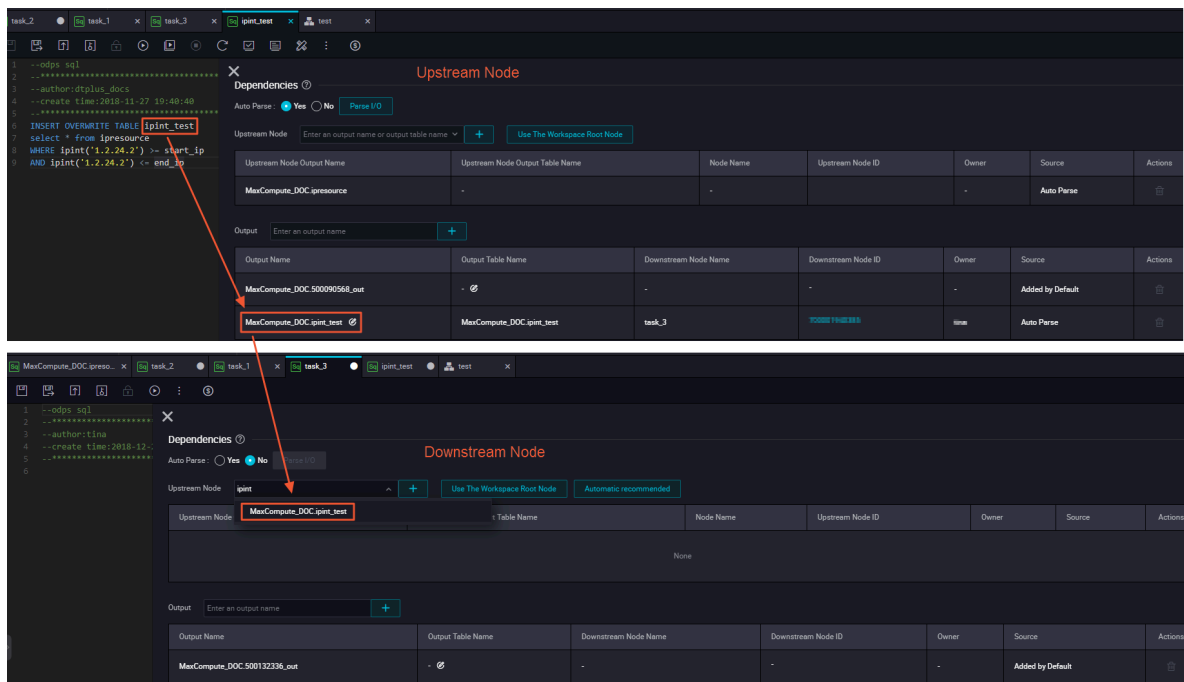 task_2 Sq task_1 × Sq task_3 × Sq ipint_test × test ×
Upstream Node
1 --odps sql
2 --***********************************
3 --author:dtplus_docs
4 --create time:2018-11-27 19:40:40
5 --***********************************
6 INSERT OVERWRITE TABLE ipint_test
7 select * from ipresource
8 WHERE ipint('1.2.24.2') >= start_ip
9 AND ipint('1.2.24.2') <= end_ip
Dependencies
Auto Parse : Yes No Parse I/O
Upstream Node Enter an output name or output table name + Use The Workspace Root Node
Upstream Node Output Name Upstream Node Output Table Name Node Name Upstream Node ID Owner Source Actions
MaxCompute_DOC.ipresource - - - Auto Parse
Output Enter an output name +
Output Name Output Table Name Downstream Node Name Downstream Node ID Owner Source Actions
MaxCompute_DOC.500090568_out - - - - Added by Default
MaxCompute_DOC.ipint_test MaxCompute_DOC.ipint_test task_3 Auto Parse
Sq MaxCompute_DOC.ipreso... × Sq task_2 Sq task_1 × Sq task_3 Sq ipint_test test ×
1 --odps sql
2 --********************
3 --author:tina
4 --create time:2018-12-
5 --********************
6
Downstream Node
Dependencies
Auto Parse : Yes No Parse I/O
Upstream Node ipint + Use The Workspace Root Node Automatic recommended
MaxCompute_DOC.ipint_test
Upstream Node t Table Name Node Name Upstream Node ID Owner Source Actions
None
Output Enter an output name +
Output Name Output Table Name Downstream Node Name Downstream Node ID Owner Source Actions
MaxCompute_DOC.500132336_out - - - - Added by Default